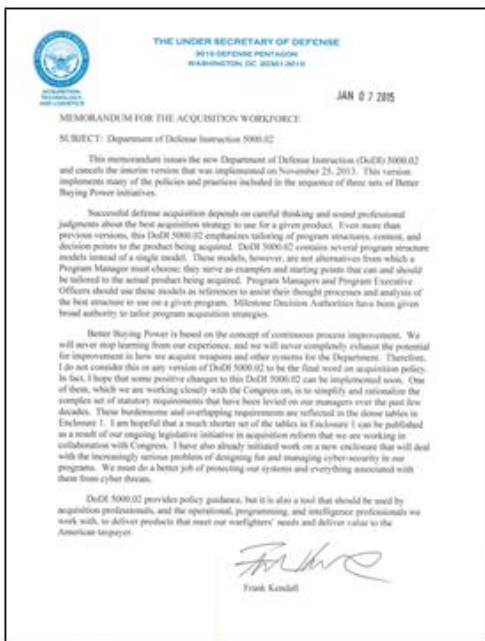 THE UNDER SECRETARY OF DEFENSE
3010 DEFENSE PENTAGON
WASHINGTON, DC 20301-3010
ACQUISITION,
TECHNOLOGY
AND LOGISTICS
JAN 07 2015
MEMORANDUM FOR THE ACQUISITION WORKFORCE
SUBJECT: Department of Defense Instruction 5000.02
This memorandum issues the new Department of Defense Instruction (DoDI) 5000.02
and cancels the interim version that was implemented on November 25, 2013. This version
implements many of the policies and practices included in the sequence of three sets of Better
Buying Power initiatives.
Successful defense acquisition depends on careful thinking and sound professional
judgments about the best acquisition strategy to use for a given product. Even more than
previous versions, this DoDI 5000.02 emphasizes tailoring of program structures, content, and
decision points to the product being acquired. DoDI 5000.02 contains several program structure
models instead of a single model. These models, however, are not alternatives from which a
Program Manager must choose; they serve as examples and starting points that can and should
be tailored to the actual product being acquired. Program Managers and Program Executive
Officers should use these models as references to assist their thought processes and analysis of
the best structure to use on a given program. Milestone Decision Authorities have been given
broad authority to tailor program acquisition strategies.
Better Buying Power is based on the concept of continuous process improvement. We
will never stop learning from our experience, and we will never completely exhaust the potential
for improvement in how we acquire weapons and other systems for the Department. Therefore,
I do not consider this or any version of DoDI 5000.02 to be the final word on acquisition policy.
In fact, I hope that some positive changes to this DoDI 5000.02 can be implemented soon. One
of them, which we are working closely with the Congress on, is to simplify and rationalize the
complex set of statutory requirements that have been levied on our managers over the past few
decades. These burdensome and overlapping requirements are reflected in the dense tables in
Enclosure 1. I am hopeful that a much shorter set of the tables in Enclosure 1 can be published
as a result of our ongoing legislative initiative in acquisition reform that we are working in
collaboration with Congress. I have also already initiated work on a new enclosure that will deal
with the increasingly serious problem of designing for and managing cyber-security in our
programs. We must do a better job of protecting our systems and everything associated with
them from cyber threats.
DoDI 5000.02 provides policy guidance, but it is also a tool that should be used by
acquisition professionals, and the operational, programming, and intelligence professionals we
work with, to deliver products that meet our warfighters' needs and deliver value to the
American taxpayer.
Frank Kendall